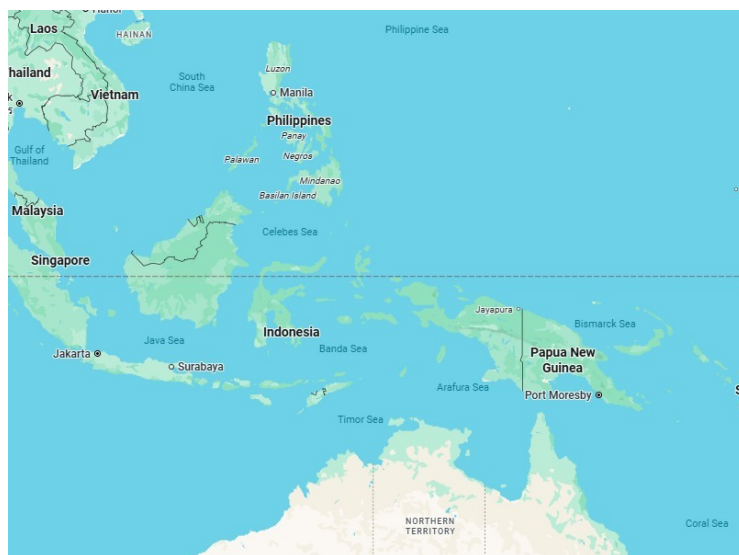 Hanoi
Laos
HAINAN
Philippine Sea
Luzon
hailand
South
China Sea
Vietnam
Manila
k
Philippines
Panay
Gulf of
Thailand
Palawan
Negros
Mindanao
Basilan Island
Malaysia
Celebes Sea
Singapore
Jayapura
Bismarck Sea
Indonesia
Java Sea
Banda Sea
Jakarta
Surabaya
Papua New
Guinea
Arafura Sea
Port Moresby
S
Timor Sea
NORTHERN
TERRITORY
Coral Sea